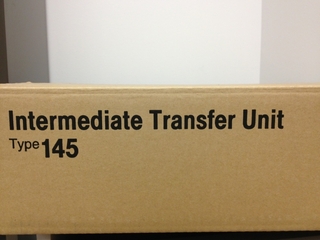 Intermediate Transfer Unit
Type 145